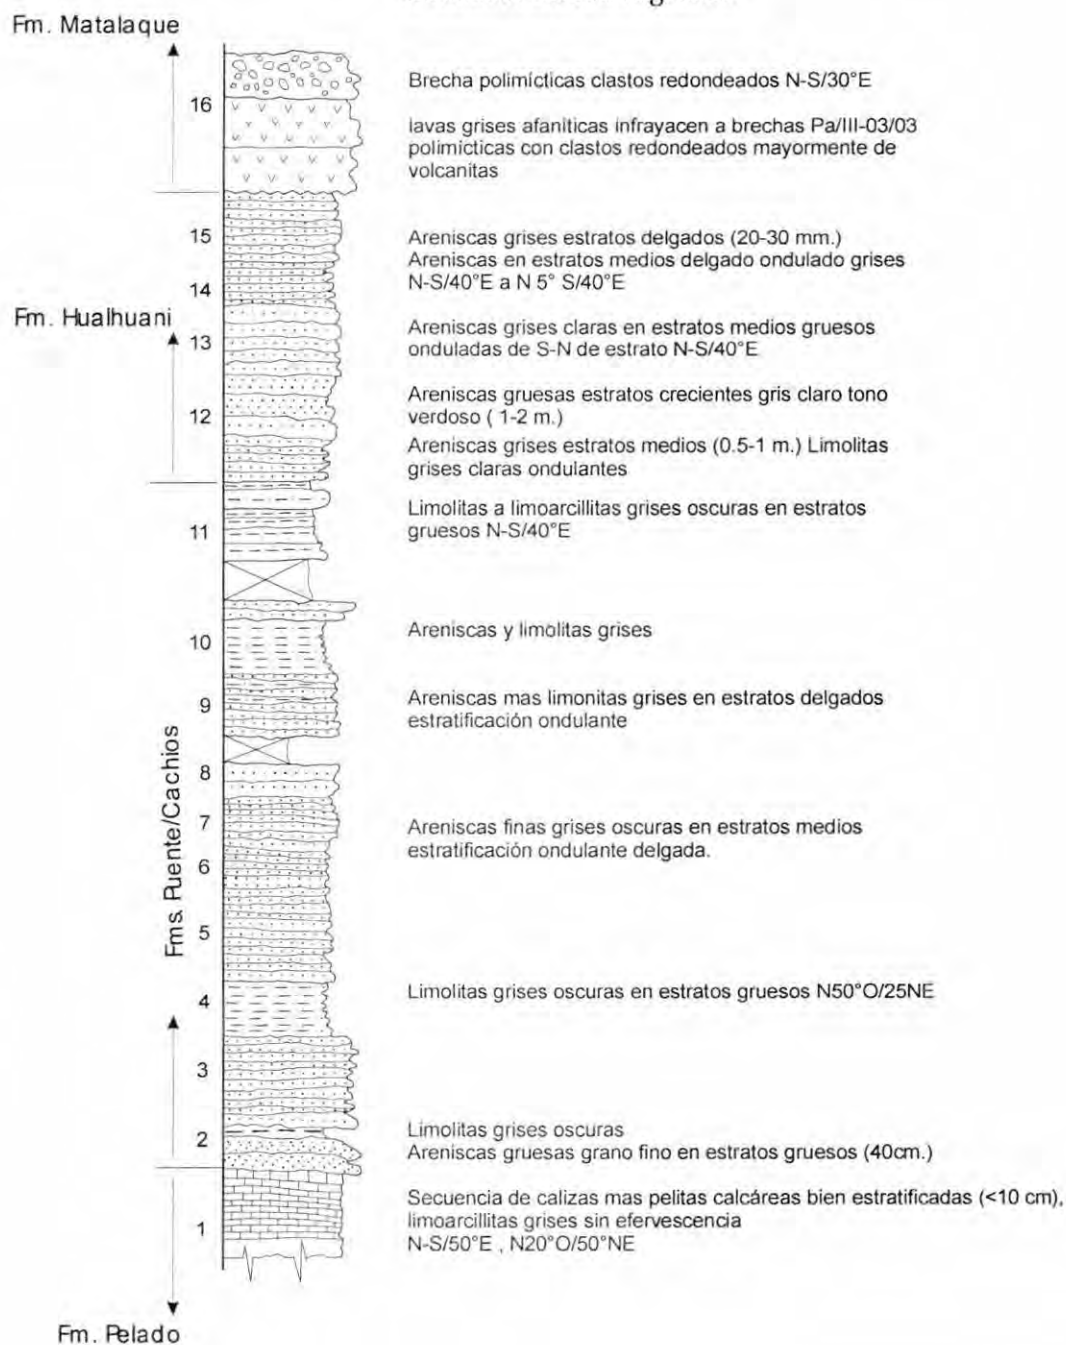 Fm. Matalaque
16
Brecha polimícticas clastos redondeados N-S/30°E
lavas grises afaníticas infrayacen a brechas Pa/III-03/03
polimícticas con clastos redondeados mayormente de
volcanitas
15
Areniscas grises estratos delgados (20-30 mm.)
Areniscas en estratos medios delgado ondulado grises
N-S/40°E a N 5° S/40°E
14
Fm. Hualhuani
13
Areniscas grises claras en estratos medios gruesos
onduladas de S-N de estrato N-S/40°E
12
Areniscas gruesas estratos crecientes gris claro tono
verdoso ( 1-2 m.)
Areniscas grises estratos medios (0.5-1 m.) Limolitas
grises claras ondulantes
11
Limolitas a limoarcillitas grises oscuras en estratos
gruesos N-S/40°E
10
Areniscas y limolitas grises
9
Areniscas mas limonitas grises en estratos delgados
estratificación ondulante
Fms. Puente/Cachios
8
7
Areniscas finas grises oscuras en estratos medios
estratificación ondulante delgada.
6
5
4
Limolitas grises oscuras en estratos gruesos N50°O/25NE
3
2
Limolitas grises oscuras
Areniscas gruesas grano fino en estratos gruesos (40cm.)
1
Secuencia de calizas mas pelitas calcáreas bien estratificadas (<10 cm),
limoarcillitas grises sin efervescencia
N-S/50°E , N20°O/50°NE
Fm. Pelado